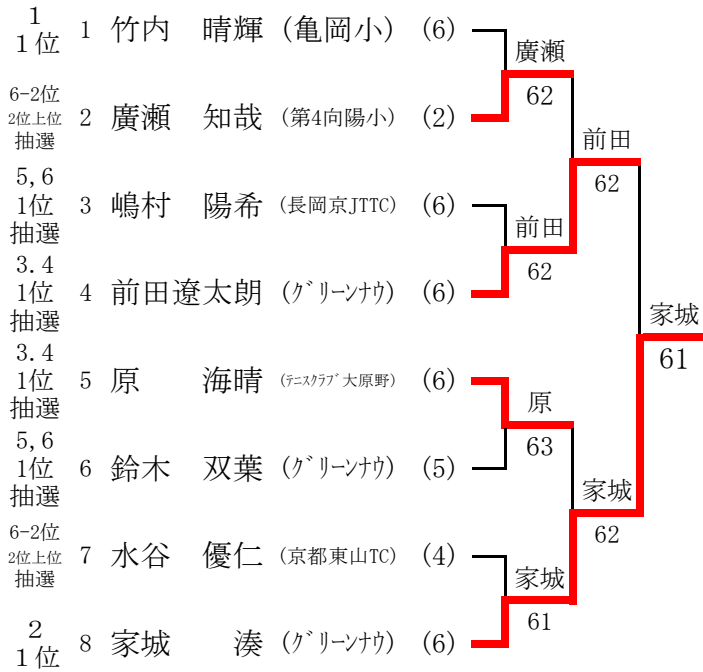 1
1位 1 竹内 晴輝 (亀岡小) (6)
廣瀬
62
6-2位
2位上位
抽選 2 廣瀬 知哉 (第4向陽小) (2)
前田
62
5,6
1位
抽選 3 嶋村 陽希 (長岡京JTTC) (6)
前田
62
3.4
1位
抽選 4 前田遼太朗 (グリーンナウ) (6)
家城
61
3.4
1位
抽選 5 原 海晴 (テニスクラブ大原野) (6)
原
63
5,6
1位
抽選 6 鈴木 双葉 (グリーンナウ) (5)
家城
62
6-2位
2位上位
抽選 7 水谷 優仁 (京都東山TC) (4)
家城
61
2
1位 8 家城 湊 (グリーンナウ) (6)